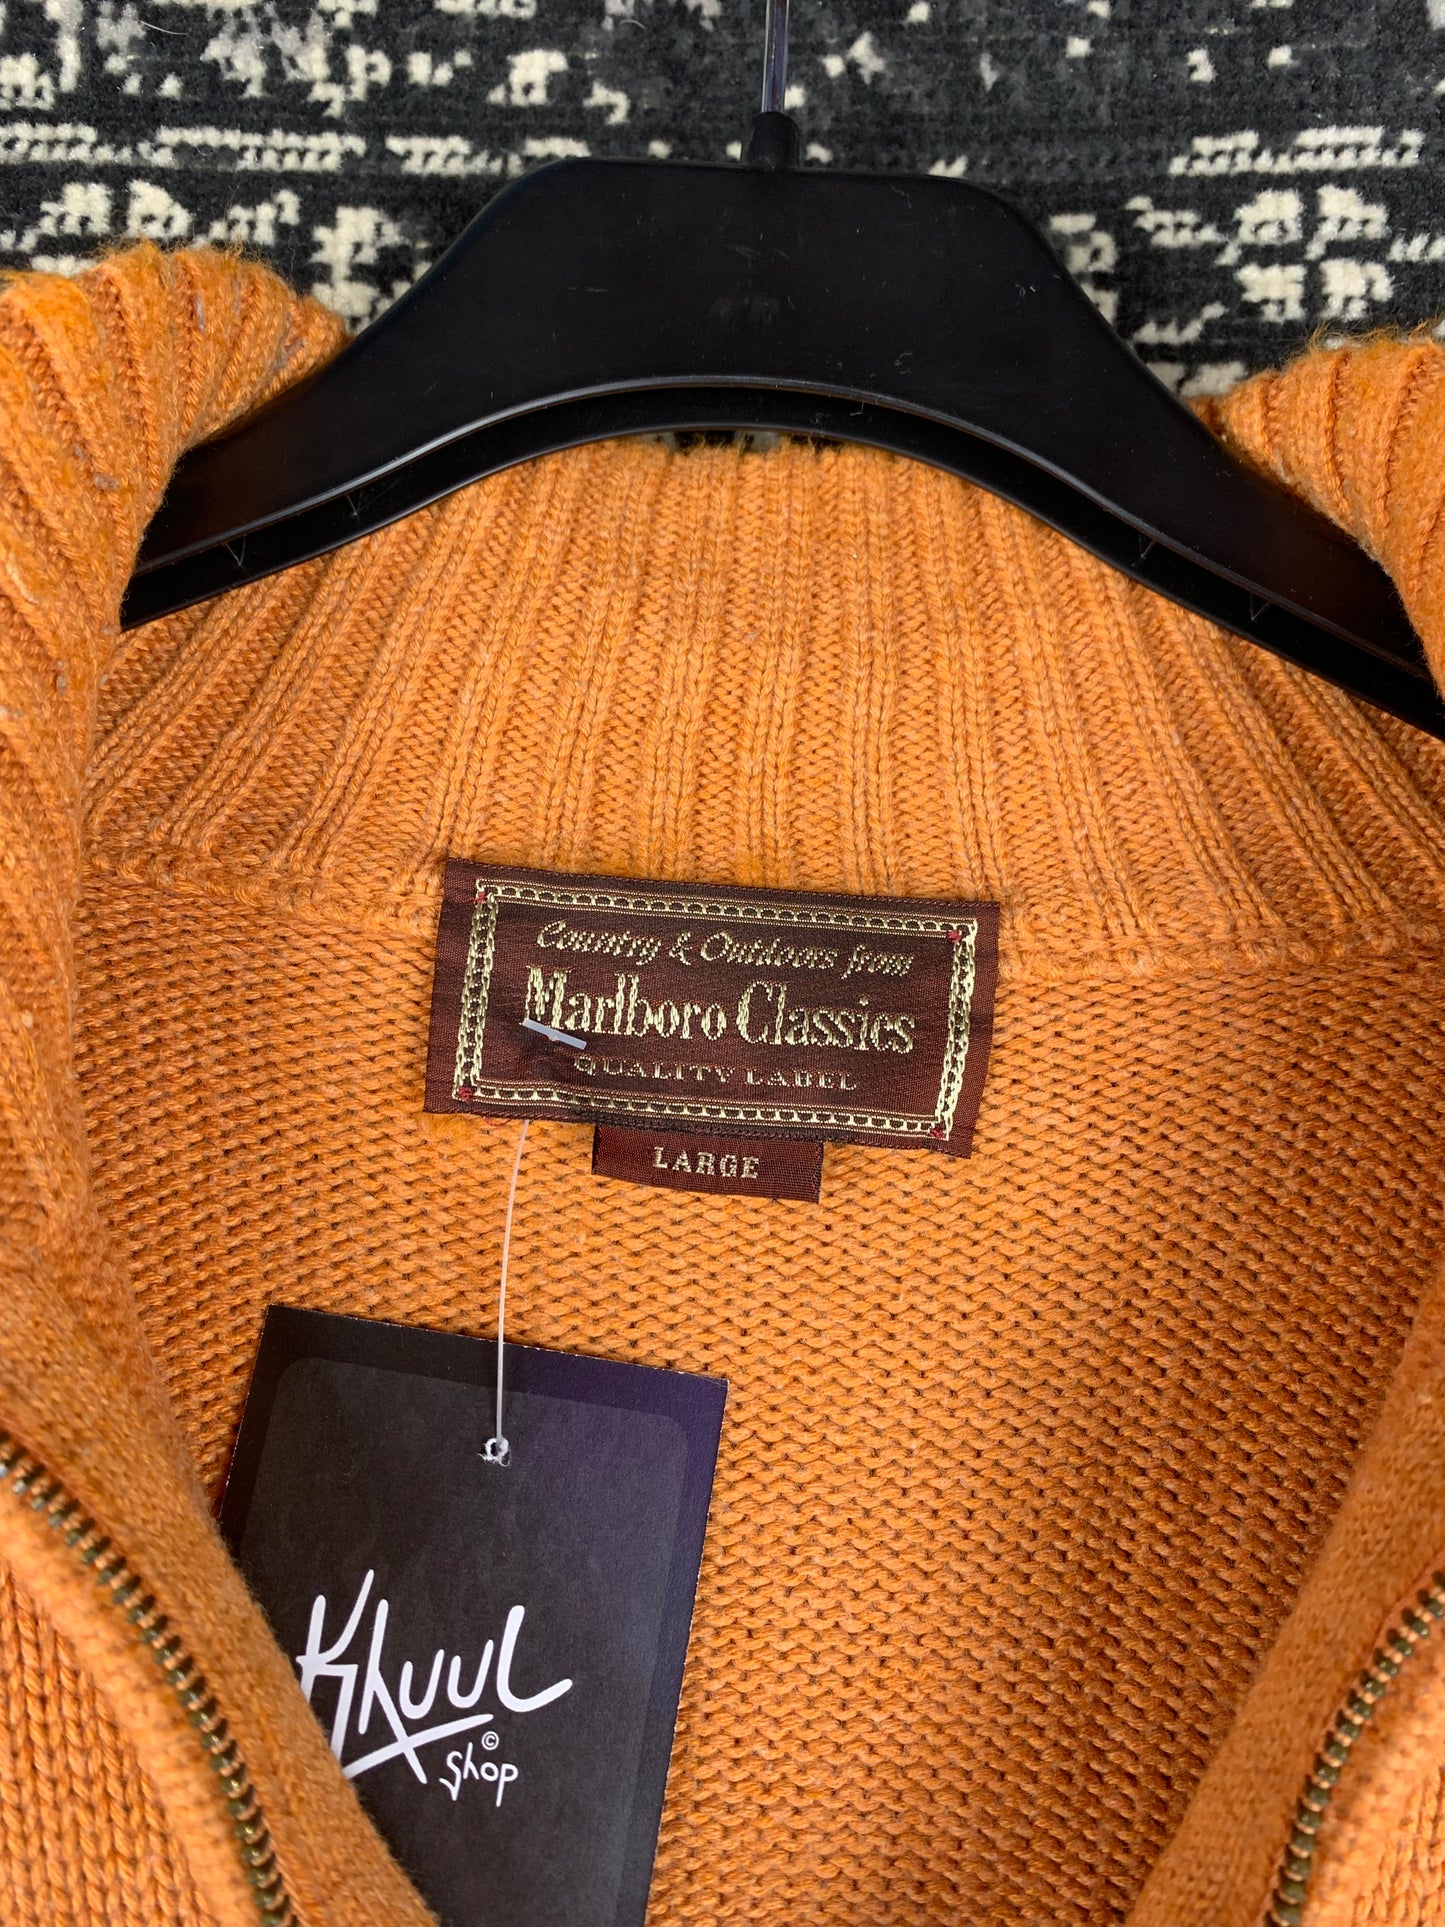 Country & Outdoors from
Marlboro Classics
QUALITY LABEL
LARGE
Khuul
©
Shop